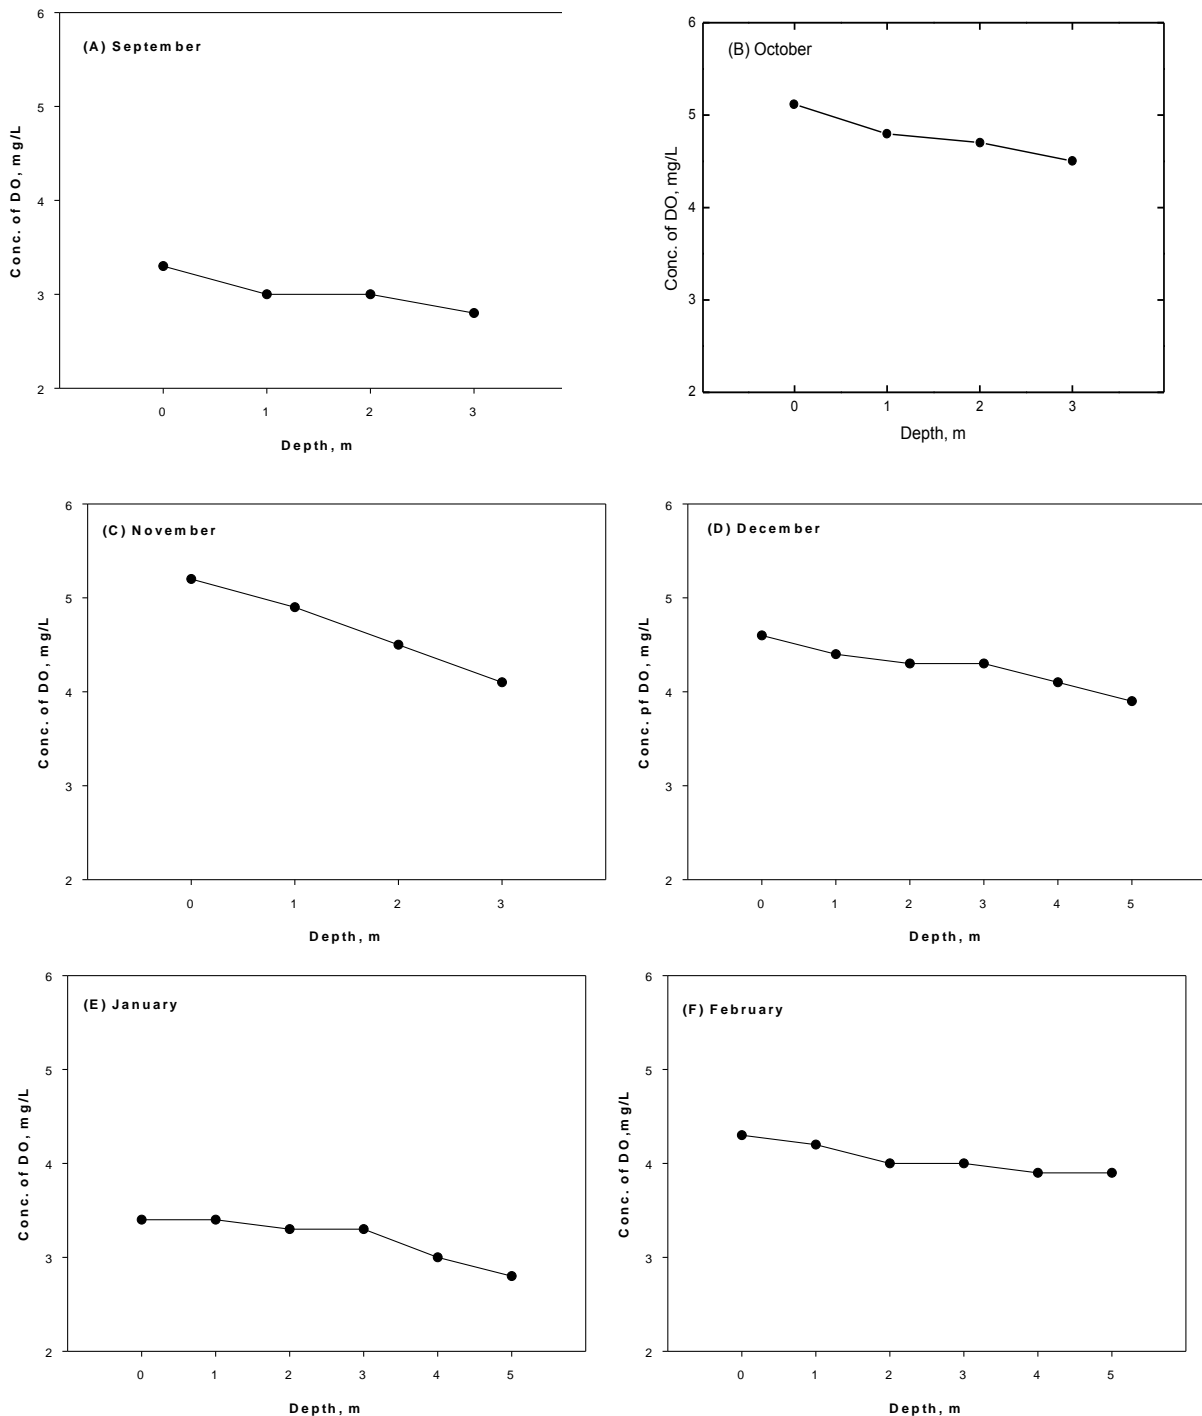 (A) September
Conc. of DO, mg/L
6
5
4
3
2
0 1 2 3
Depth, m
(B) October
Conc. of DO, mg/L
6
5
4
3
2
0 1 2 3
Depth, m
(C) November
Conc. of DO, mg/L
6
5
4
3
2
0 1 2 3
Depth, m
(D) December
Conc. pf DO, mg/L
6
5
4
3
2
0 1 2 3 4 5
Depth, m
(E) January
Conc. of DO, mg/L
6
5
4
3
2
0 1 2 3 4 5
Depth, m
(F) February
Conc. of DO,mg/L
6
5
4
3
2
0 1 2 3 4 5
Depth, m